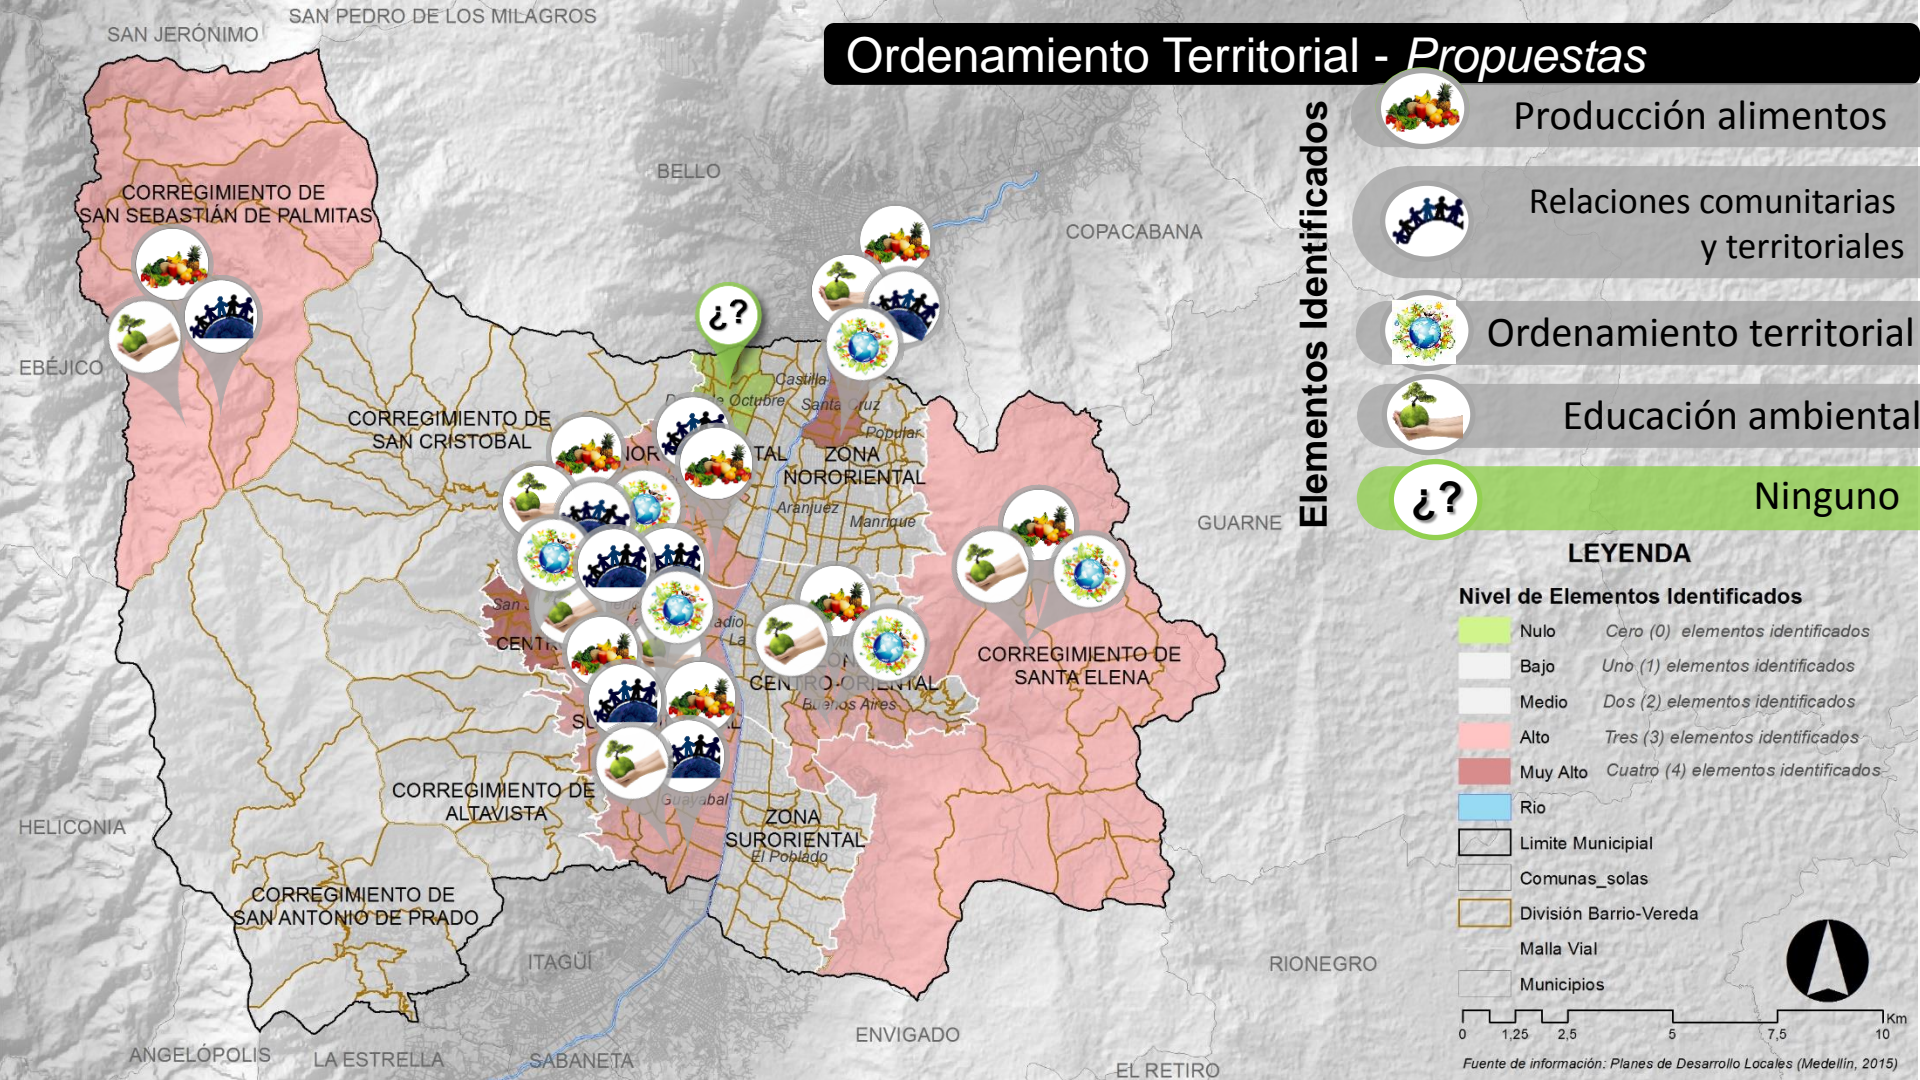 SAN PEDRO DE LOS MILAGROS
SAN JERÓNIMO
Ordenamiento Territorial - Propuestas
Elementos Identificados
Producción alimentos
Relaciones comunitarias
y territoriales
Ordenamiento territorial
Educación ambiental
¿?
Ninguno
BELLO
COPACABANA
CORREGIMIENTO DE
SAN SEBASTIÁN DE PALMITAS
¿?
EBÉJICO
Castilla
Octubre
Santa Cruz
Popular
CORREGIMIENTO DE
SAN CRISTOBAL
ZONA
NORORIENTAL
Aranjuez
Manrique
GUARNE
San
La
CORREGIMIENTO DE
SANTA ELENA
CENTRO-ORIENTAL
Buenos Aires
CORREGIMIENTO DE
ALTAVISTA
Guayabal
ZONA
SURORIENTAL
El Poblado
HELICONIA
CORREGIMIENTO DE
SAN ANTONIO DE PRADO
ITAGÜÍ
RIONEGRO
ENVIGADO
ANGELÓPOLIS
LA ESTRELLA
SABANETA
EL RETIRO
LEYENDA
Nivel de Elementos Identificados
Nulo Cero (0) elementos identificados
Bajo Uno (1) elementos identificados
Medio Dos (2) elementos identificados
Alto Tres (3) elementos identificados
Muy Alto Cuatro (4) elementos identificados
Rio
Limite Municipial
Comunas_solas
División Barrio-Vereda
Malla Vial
Municipios
Km
0 1,25 2,5 5 7,5 10
Fuente de información: Planes de Desarrollo Locales (Medellín, 2015)